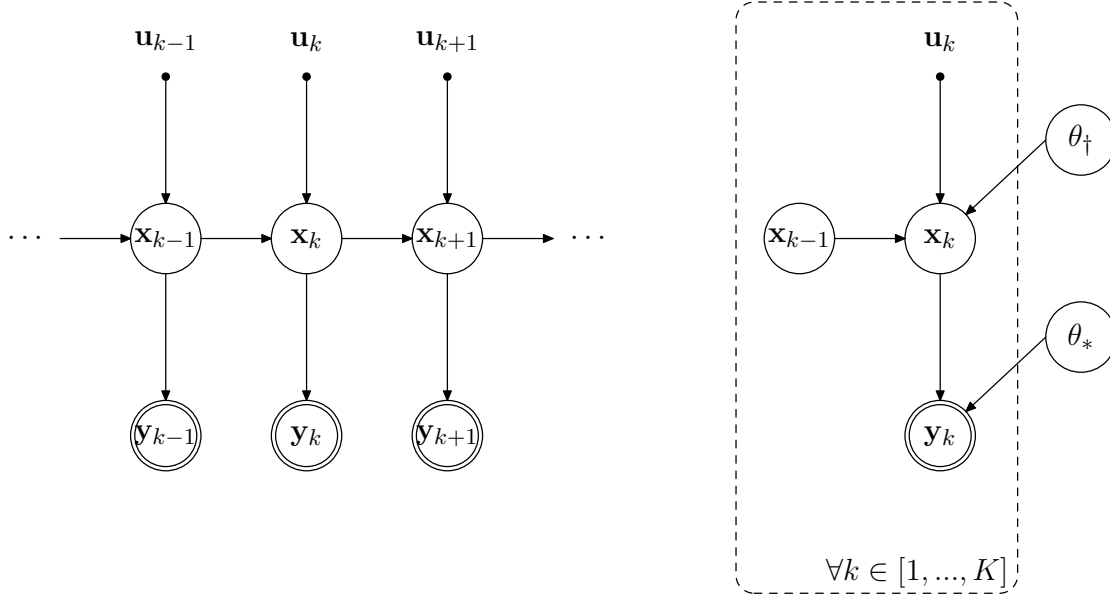 u_{k−1} u_k u_{k+1} u_k
θ_†
⋯ x_{k−1} x_k x_{k+1} ⋯ x_{k−1} x_k
θ_*
y_{k−1} y_k y_{k+1} y_k
∀k ∈ [1, ..., K]